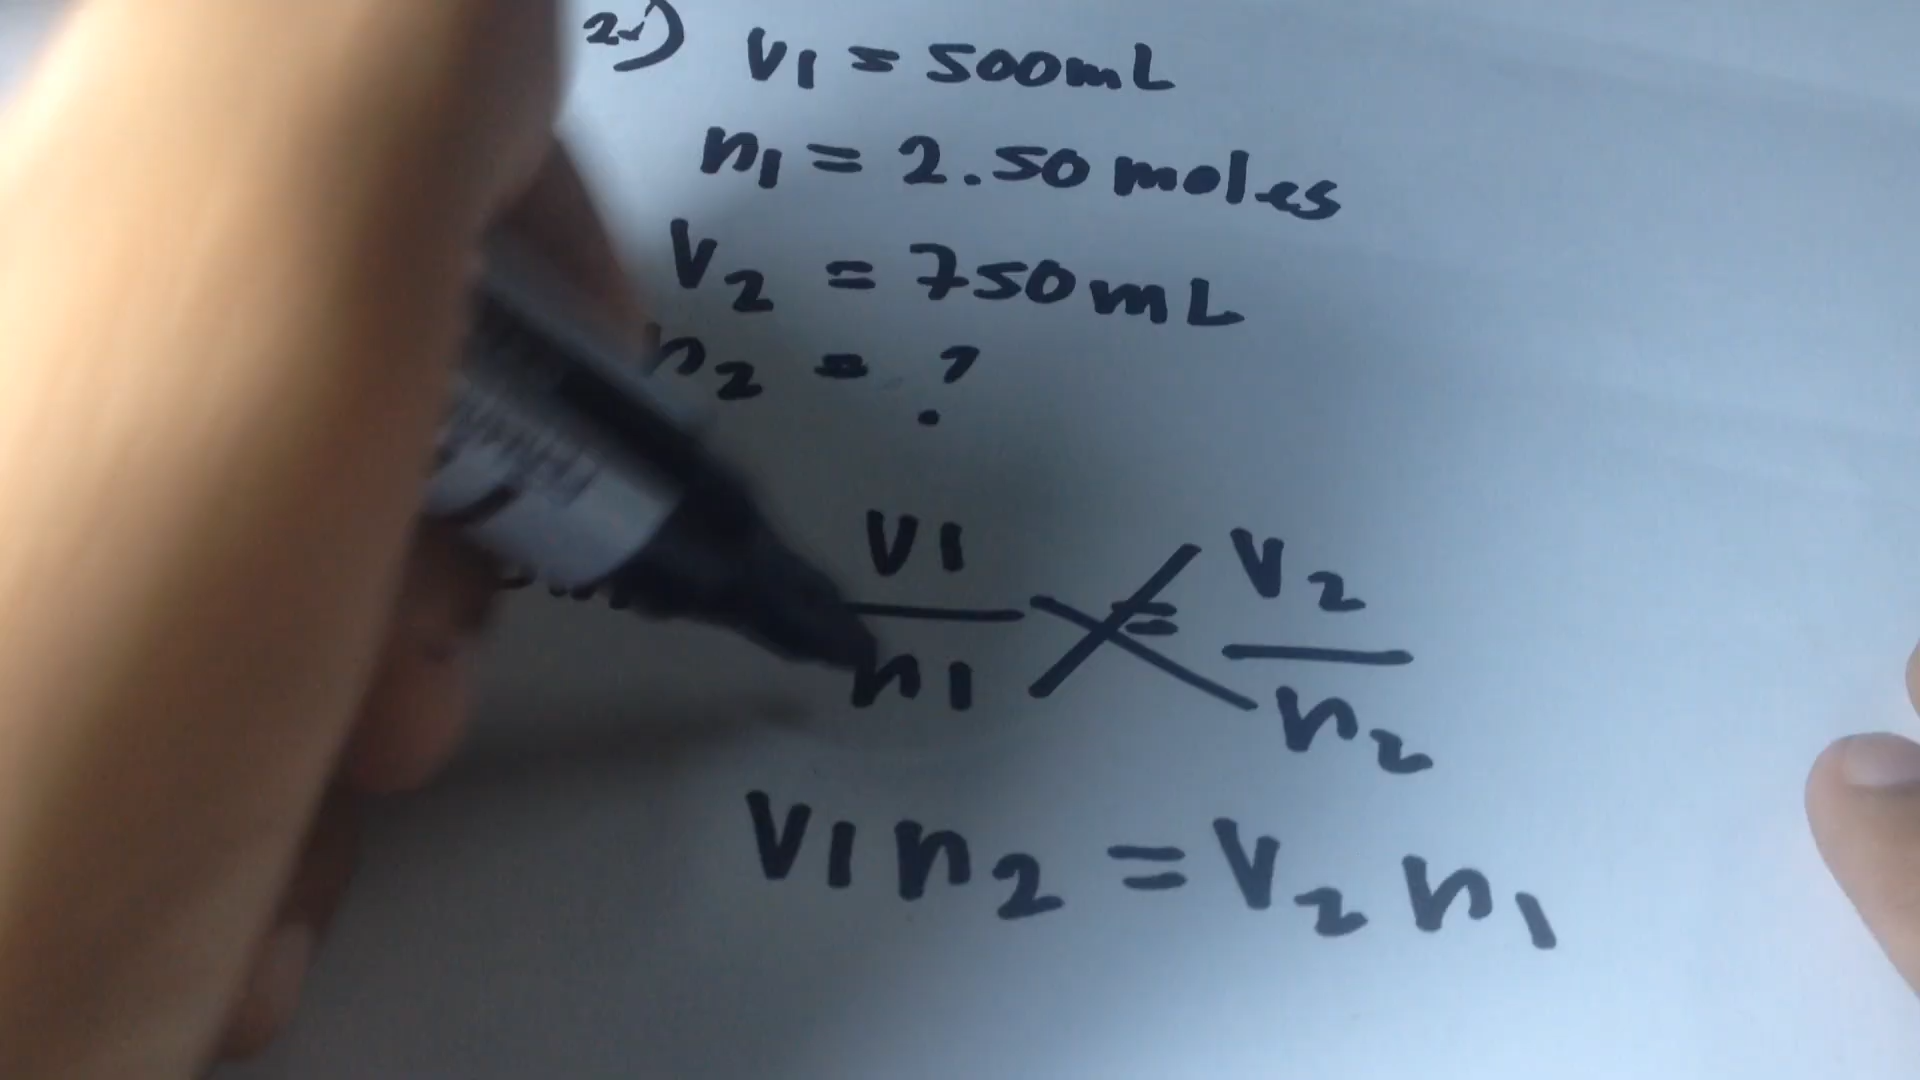 2.) V1 = 500mL
n1 = 2.50 moles
V2 = 750mL
n2 = ?
V1 = V2
n1 n2
V1n2 = V2n1